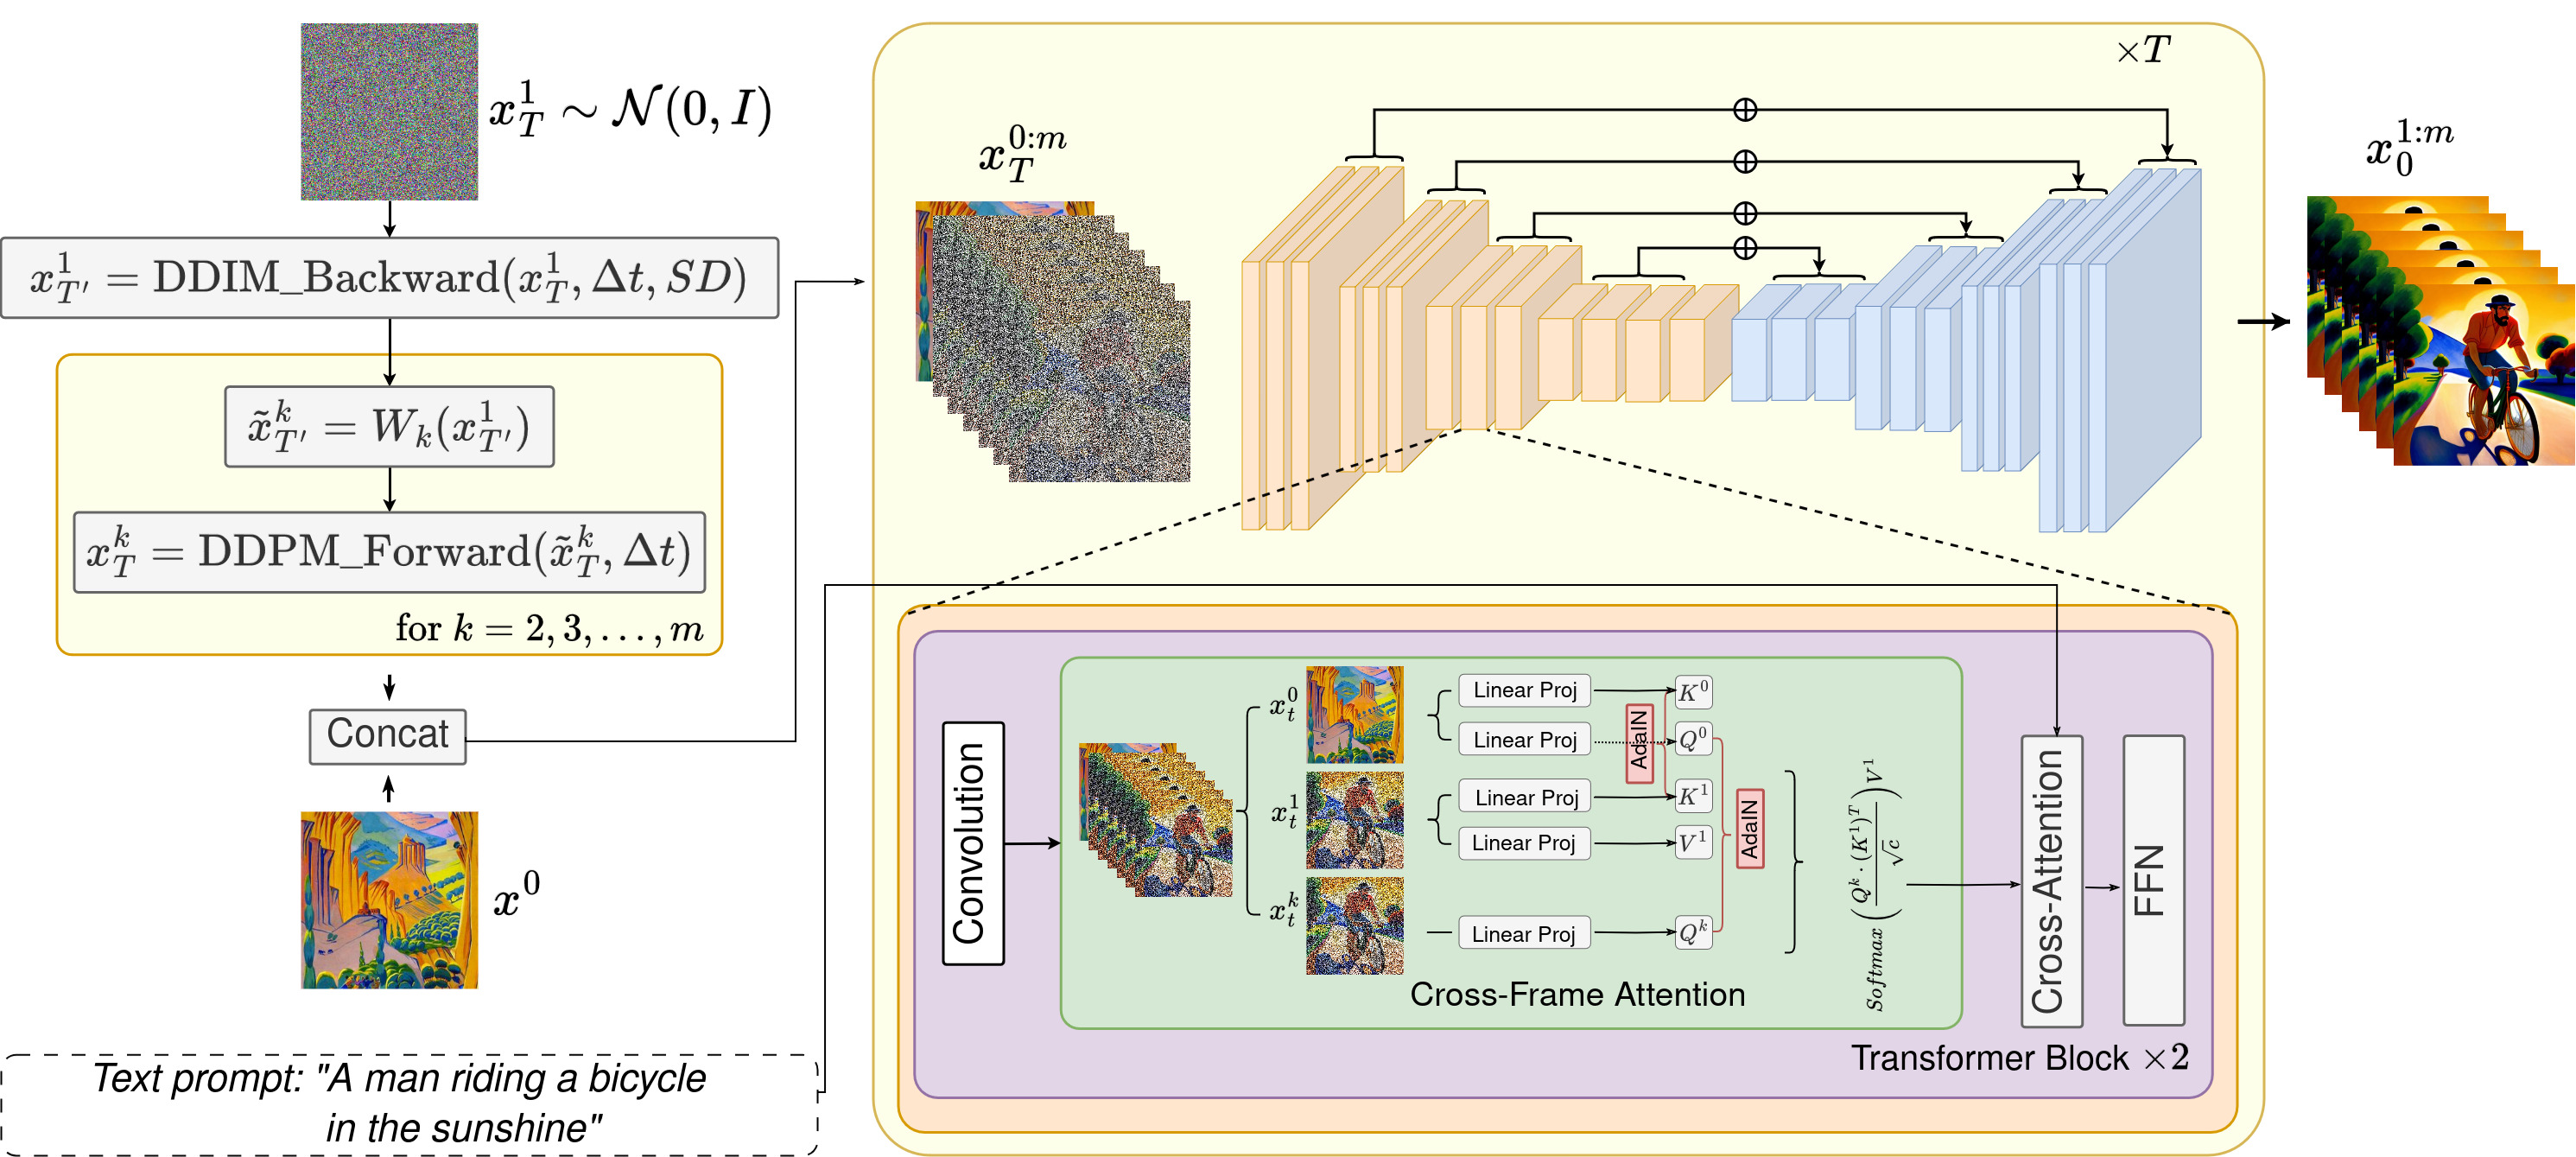 $x_T^1 \sim \mathcal{N}(0, I)$
$x_{T'}^1 = \text{DDIM\_Backward}(x_T^1, \Delta t, SD)$
$\tilde{x}_{T'}^k = W_k(x_{T'}^1)$
$x_T^k = \text{DDPM\_Forward}(\tilde{x}_T^k, \Delta t)$
for $k = 2, 3, \ldots, m$
Concat
$x^0$
Text prompt: "A man riding a bicycle
in the sunshine"
$\times T$
$x_T^{0:m}$
$x_0^{1:m}$
Convolution
$x_t^0$
$x_t^1$
$x_t^k$
Linear Proj
Linear Proj
Linear Proj
Linear Proj
Linear Proj
$K^0$
$Q^0$
$K^1$
$V^1$
$Q^k$
AdaIN
AdaIN
$Softmax\left(\frac{Q^k \cdot (K^1)^T}{\sqrt{c}}\right)V^1$
Cross-Frame Attention
Cross-Attention
FFN
Transformer Block $\times 2$